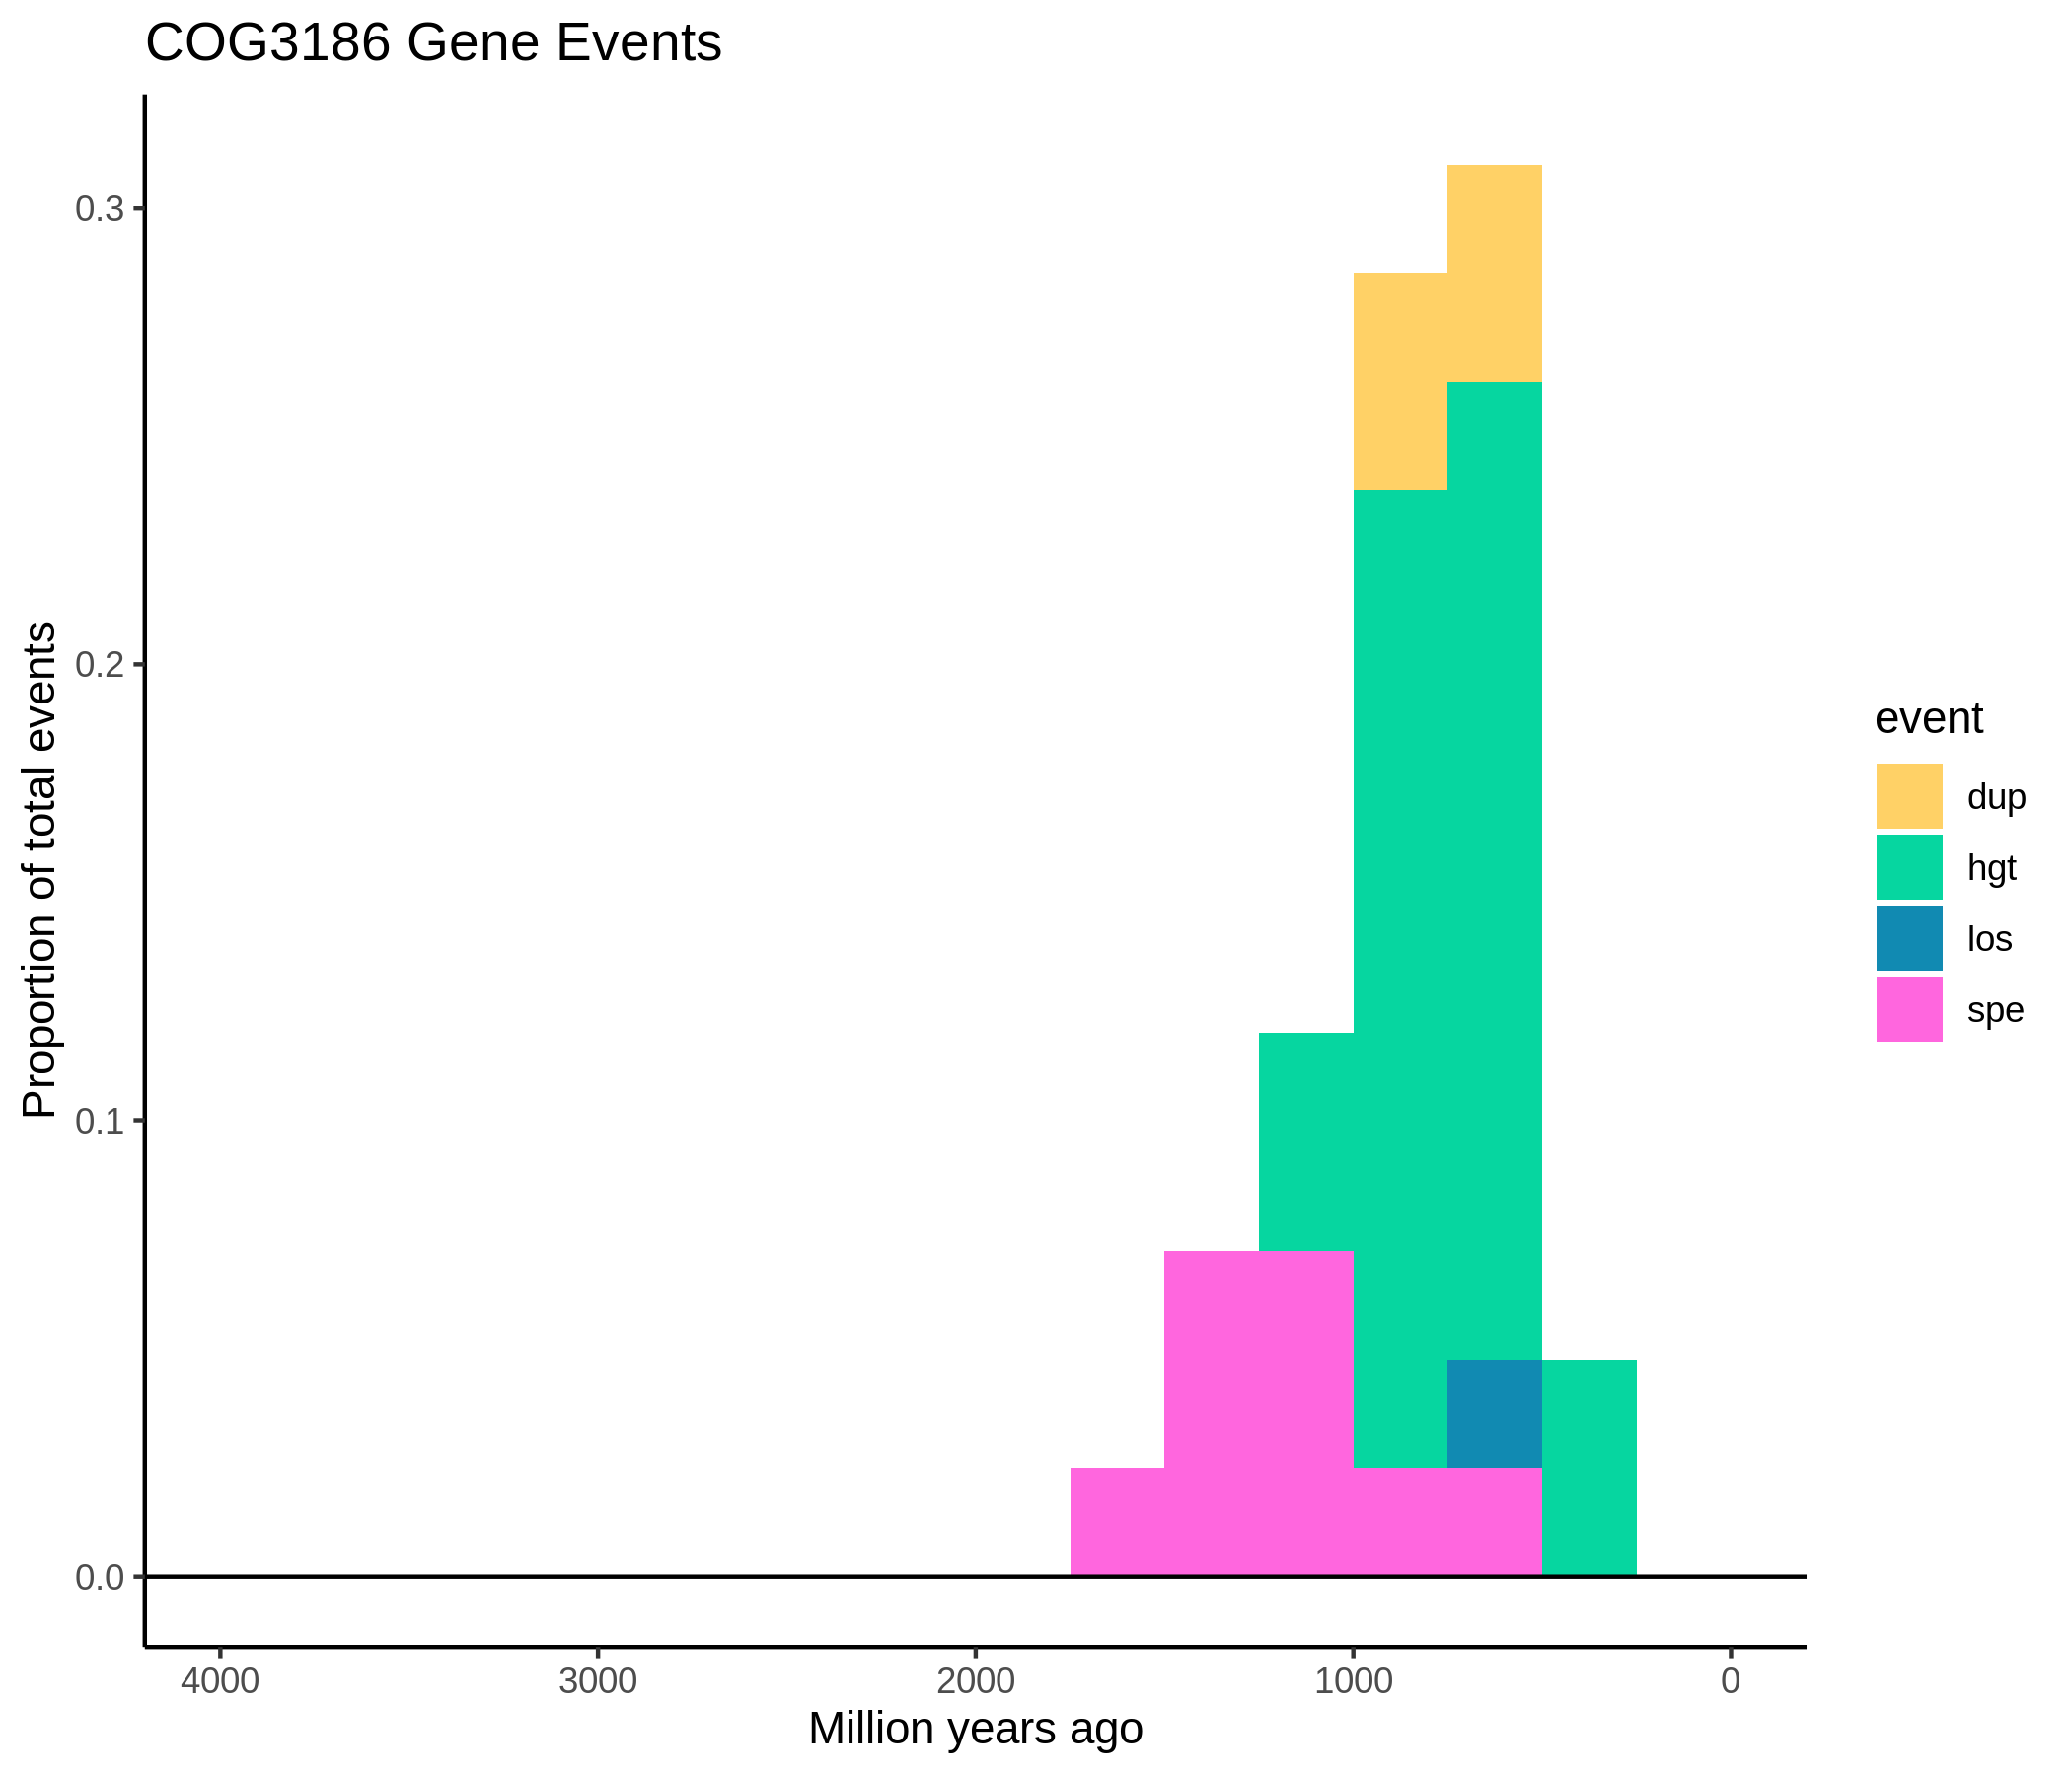 COG3186 Gene Events
Proportion of total events
0.3
0.2
0.1
0.0
4000 3000 2000 1000 0
Million years ago
event
dup
hgt
los
spe